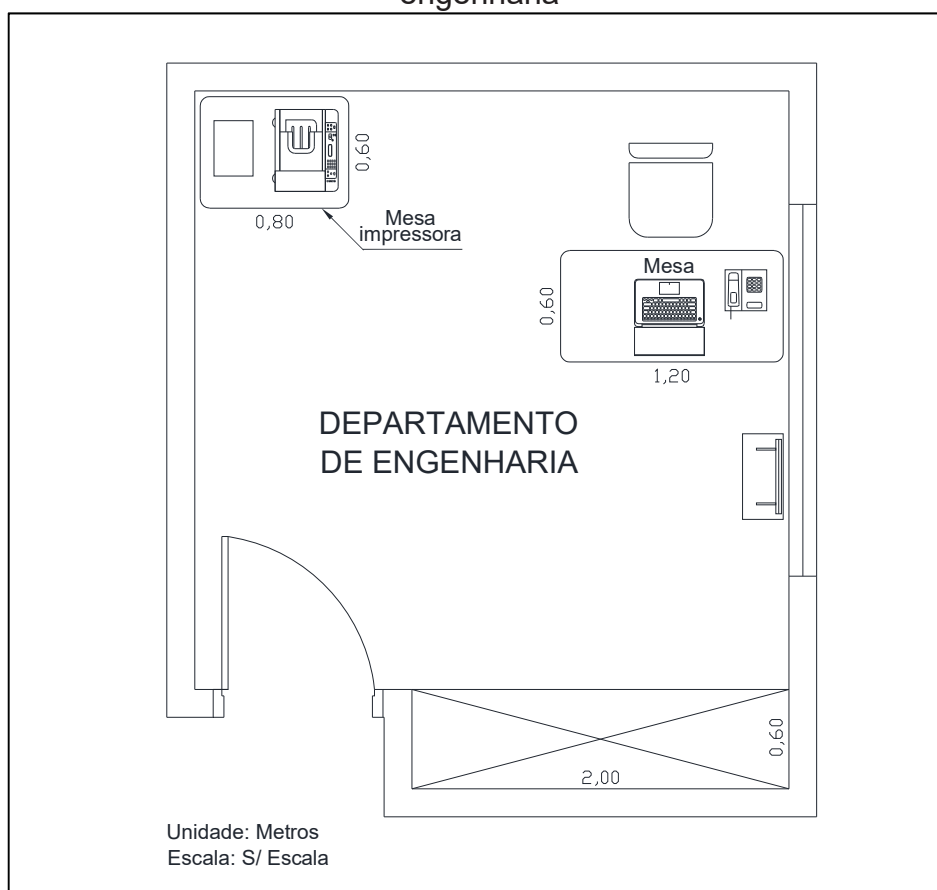 engenharia
0,60
0,80
Mesa
impressora
Mesa
0,60
1,20
DEPARTAMENTO
DE ENGENHARIA
0,60
2,00
Unidade: Metros
Escala: S/ Escala